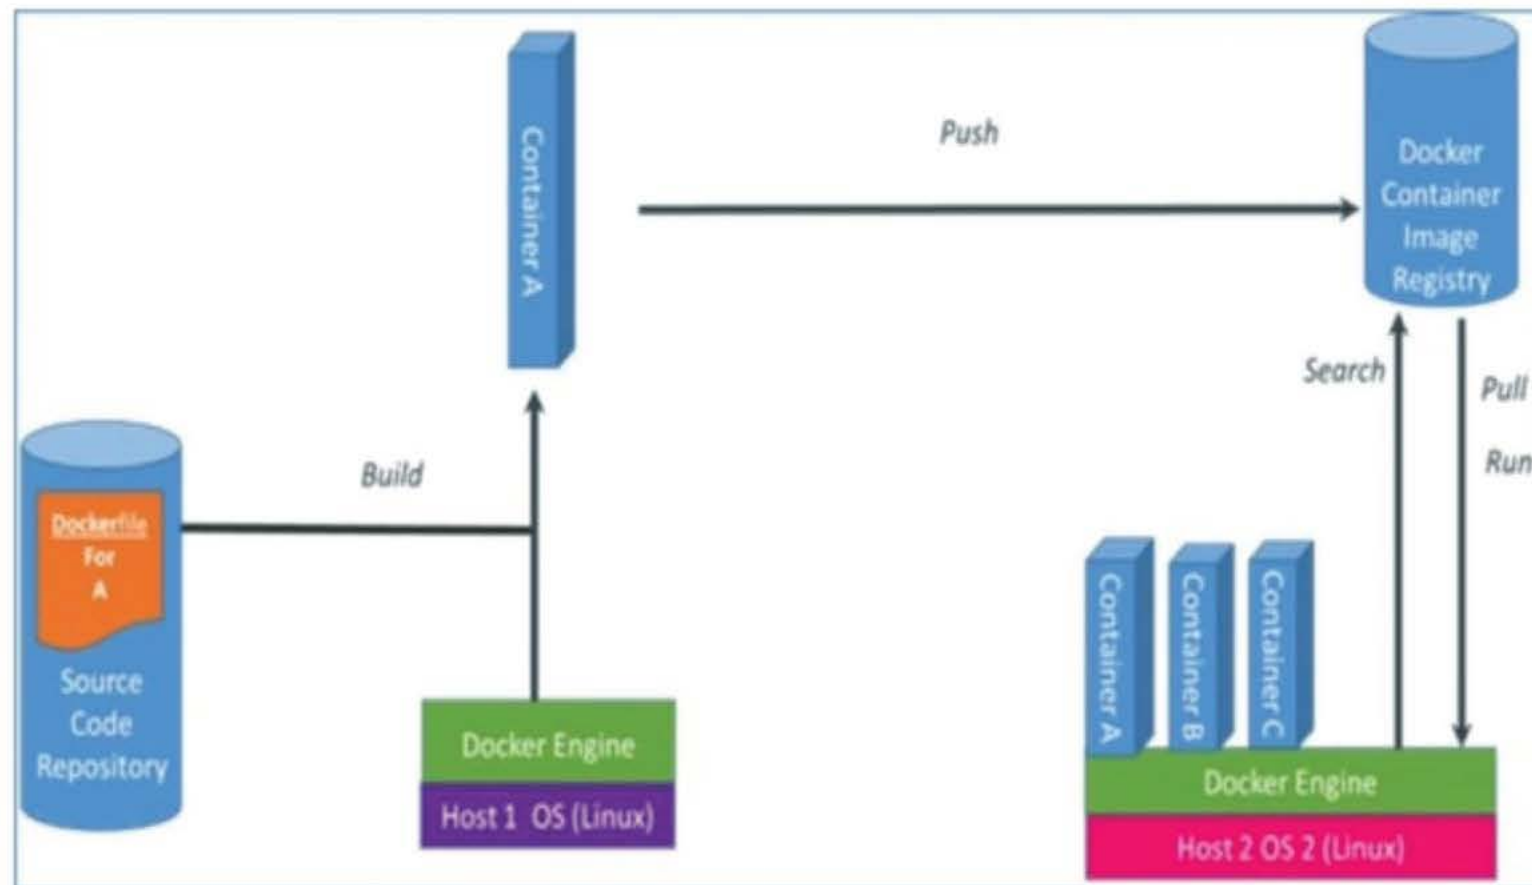 Container A
Push
Docker
Container
Image
Registry
Search
Pull
Run
Build
Dockerfile
For
A
Source
Code
Repository
Docker Engine
Host 1 OS (Linux)
Container A
Container B
Container C
Docker Engine
Host 2 OS 2 (Linux)